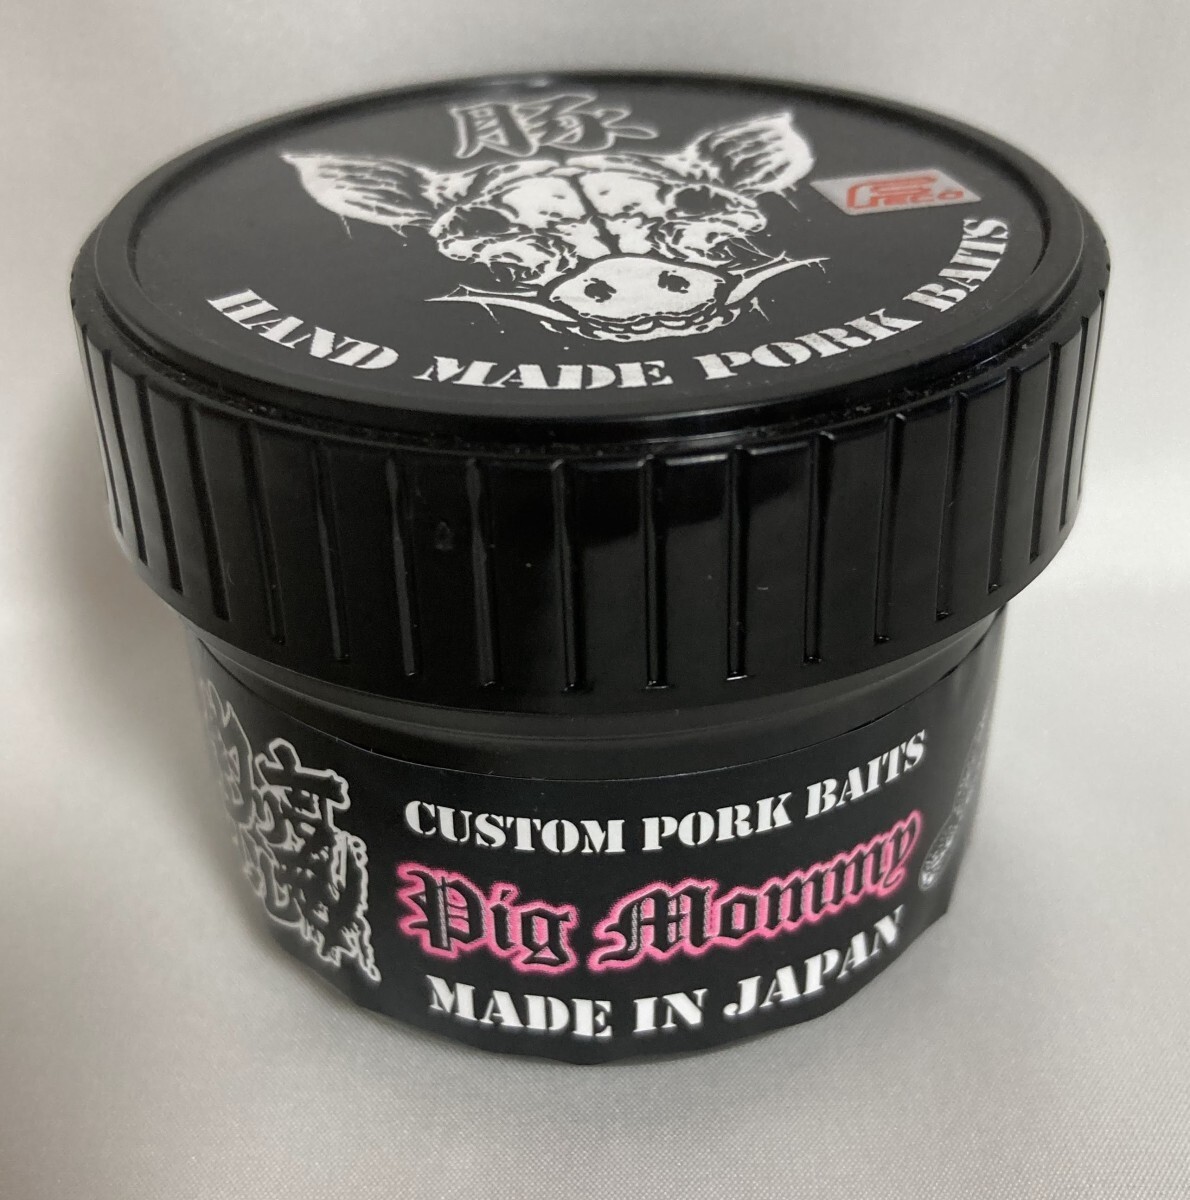 豚
HAND MADE PORK BAITS
CUSTOM PORK BAITS
Pig Mommy
MADE IN JAPAN